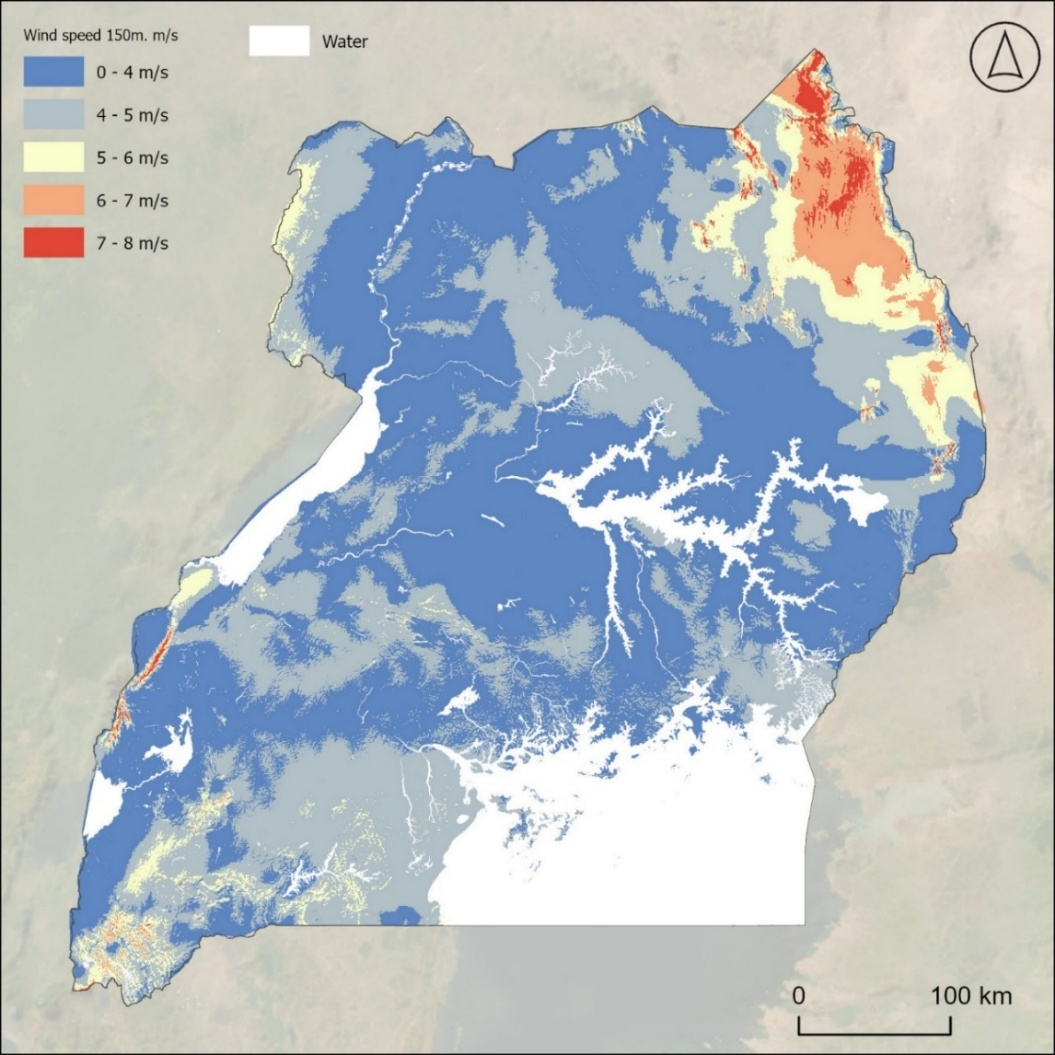 Wind speed 150m. m/s
Water
0 - 4 m/s
4 - 5 m/s
5 - 6 m/s
6 - 7 m/s
7 - 8 m/s
0 100 km